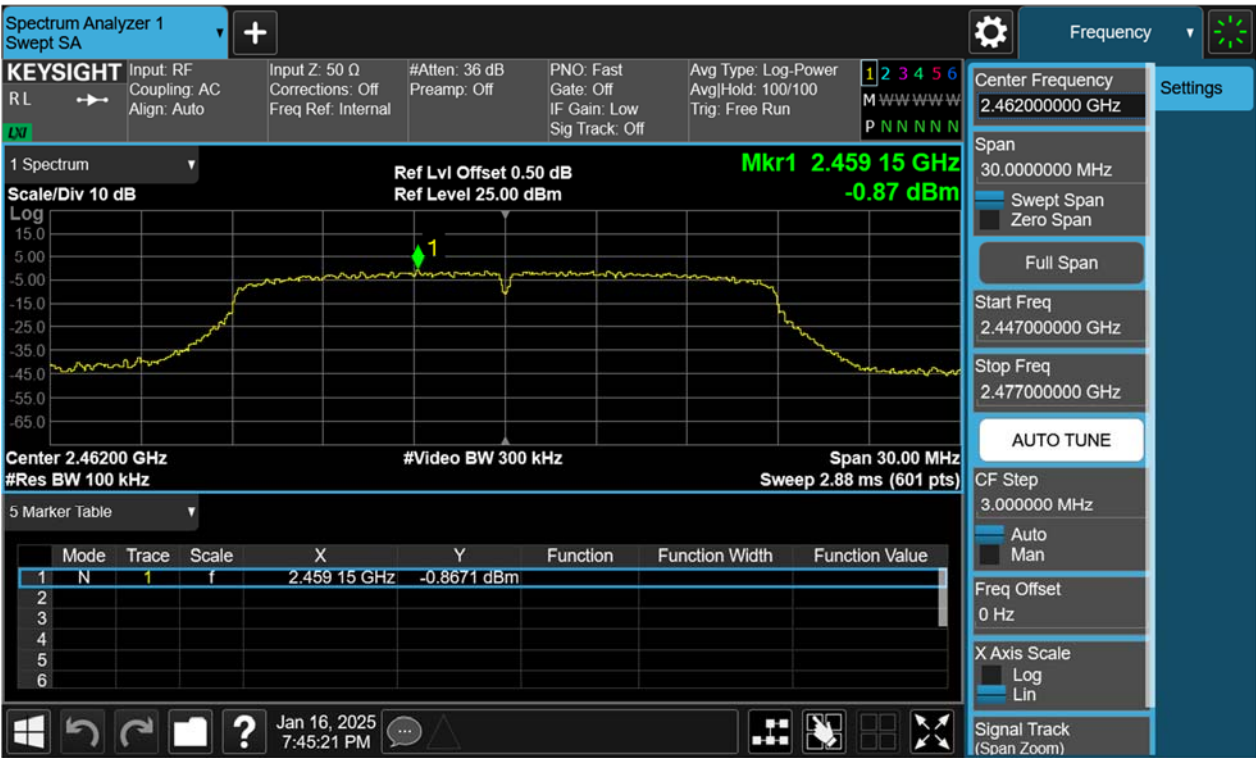 Spectrum Analyzer 1
Swept SA
+
Frequency
KEYSIGHT
RL
LXI
Input: RF
Coupling: AC
Align: Auto
Input Z: 50 Ω
Corrections: Off
Freq Ref: Internal
#Atten: 36 dB
Preamp: Off
PNO: Fast
Gate: Off
IF Gain: Low
Sig Track: Off
Avg Type: Log-Power
Avg|Hold: 100/100
Trig: Free Run
1 2 3 4 5 6
M W W W W W
P N N N N N
1 Spectrum
Scale/Div 10 dB
Ref Lvl Offset 0.50 dB
Ref Level 25.00 dBm
Mkr1 2.459 15 GHz
-0.87 dBm
Log
15.0
5.00
-5.00
-15.0
-25.0
-35.0
-45.0
-55.0
-65.0
1
Center 2.46200 GHz
#Res BW 100 kHz
#Video BW 300 kHz
Span 30.00 MHz
Sweep 2.88 ms (601 pts)
5 Marker Table
Mode Trace Scale X Y Function Function Width Function Value
1 N 1 f 2.459 15 GHz -0.8671 dBm
2
3
4
5
6
?
Jan 16, 2025
7:45:21 PM
Center Frequency
2.462000000 GHz
Settings
Span
30.0000000 MHz
Swept Span
Zero Span
Full Span
Start Freq
2.447000000 GHz
Stop Freq
2.477000000 GHz
AUTO TUNE
CF Step
3.000000 MHz
Auto
Man
Freq Offset
0 Hz
X Axis Scale
Log
Lin
Signal Track
(Span Zoom)